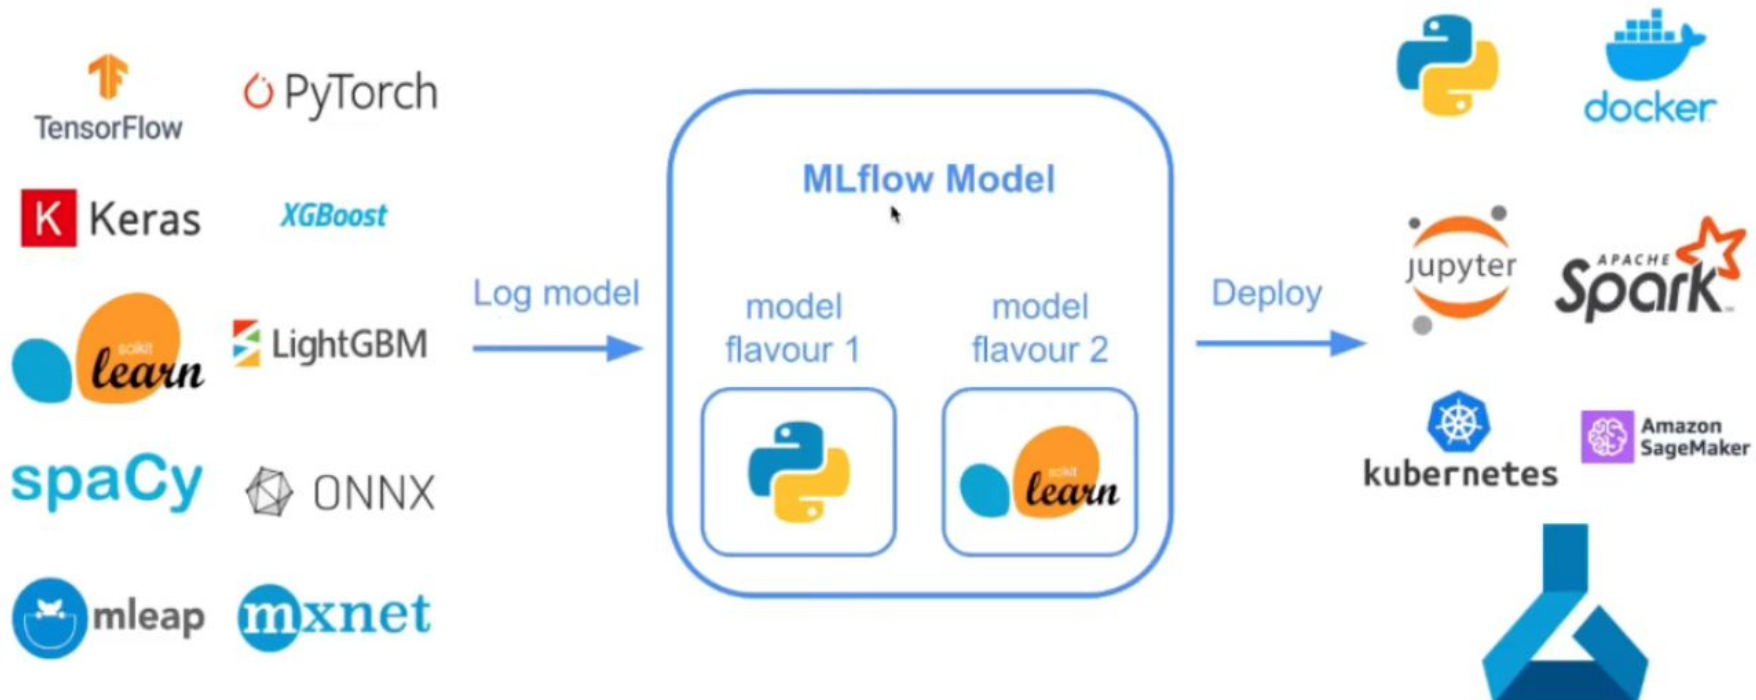 TensorFlow
PyTorch
K Keras
XGBoost
scikit
learn
LightGBM
spaCy
ONNX
mleap
mxnet
Log model
MLflow Model
model
flavour 1
model
flavour 2
scikit
learn
Deploy
docker
jupyter
APACHE
Spark
kubernetes
Amazon
SageMaker